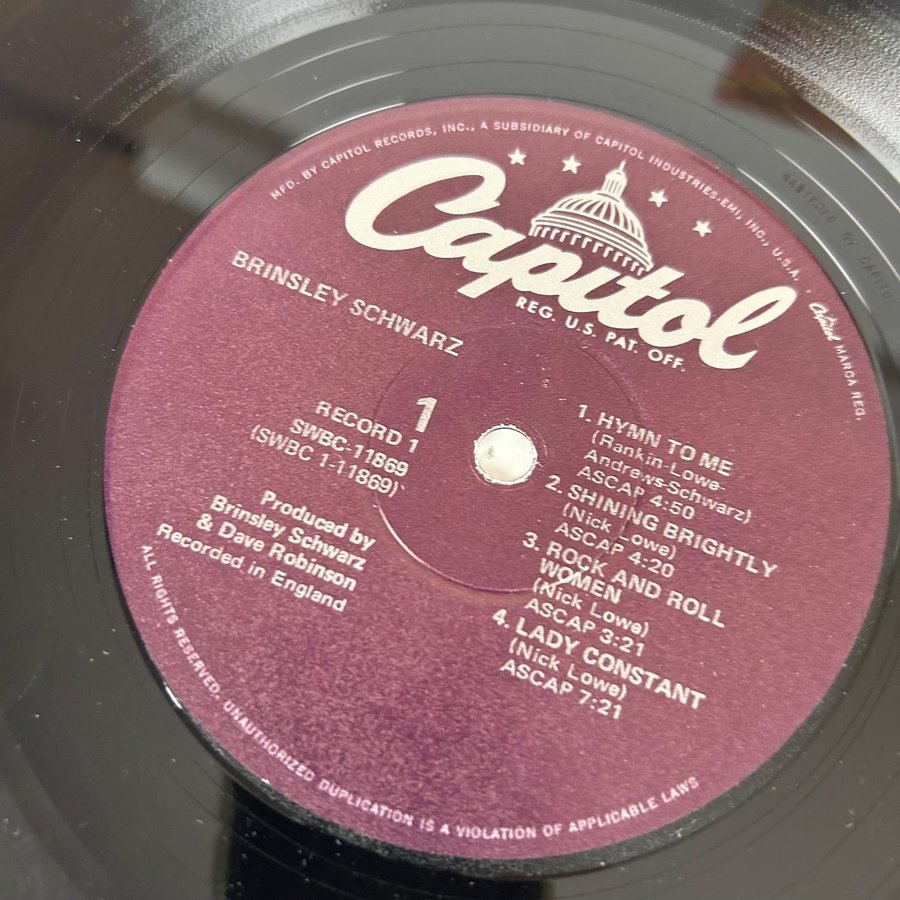 MFD. BY CAPITOL RECORDS, INC., A SUBSIDIARY OF CAPITOL INDUSTRIES-EMI, INC., U.S.A. . Capitol MARCA REG.
MASTERED BY CAPITOL
Capitol
REG. U.S. PAT. OFF.
BRINSLEY SCHWARZ
1
RECORD 1
SWBC-11869
(SWBC 1-11869)
Produced by
Brinsley Schwarz
& Dave Robinson
Recorded in England
1. HYMN TO ME
(Rankin-Lowe-
Andrews-Schwarz)
ASCAP 4:50
2. SHINING BRIGHTLY
(Nick Lowe)
ASCAP 4:20
3. ROCK AND ROLL
WOMEN
(Nick Lowe)
ASCAP 3:21
4. LADY CONSTANT
(Nick Lowe)
ASCAP 7:21
ALL RIGHTS RESERVED. UNAUTHORIZED DUPLICATION IS A VIOLATION OF APPLICABLE LAWS